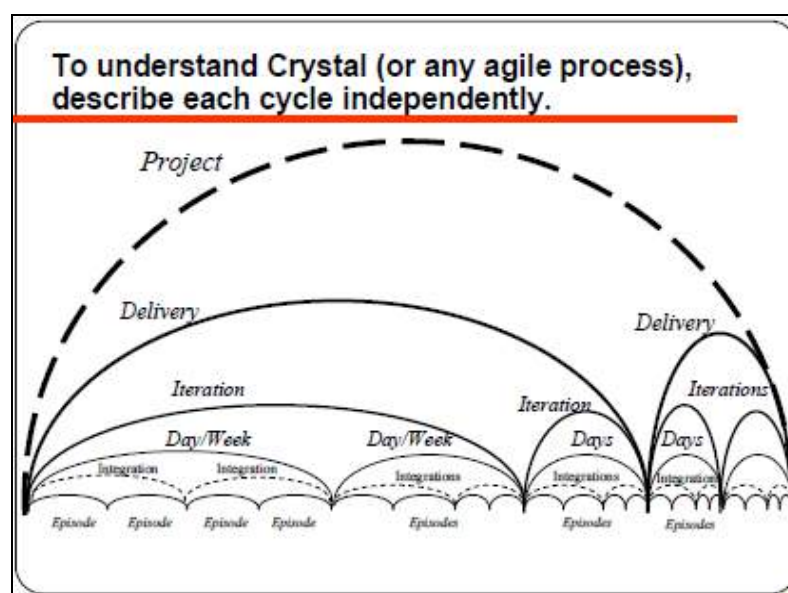 To understand Crystal (or any agile process),
describe each cycle independently.
Project
Delivery
Delivery
Iteration
Iteration
Iterations
Day/Week
Day/Week
Days
Days
Integration
Integration
Integrations
Integrations
Integration
Episode
Episode
Episode
Episode
Episodes
Episodes
Episodes